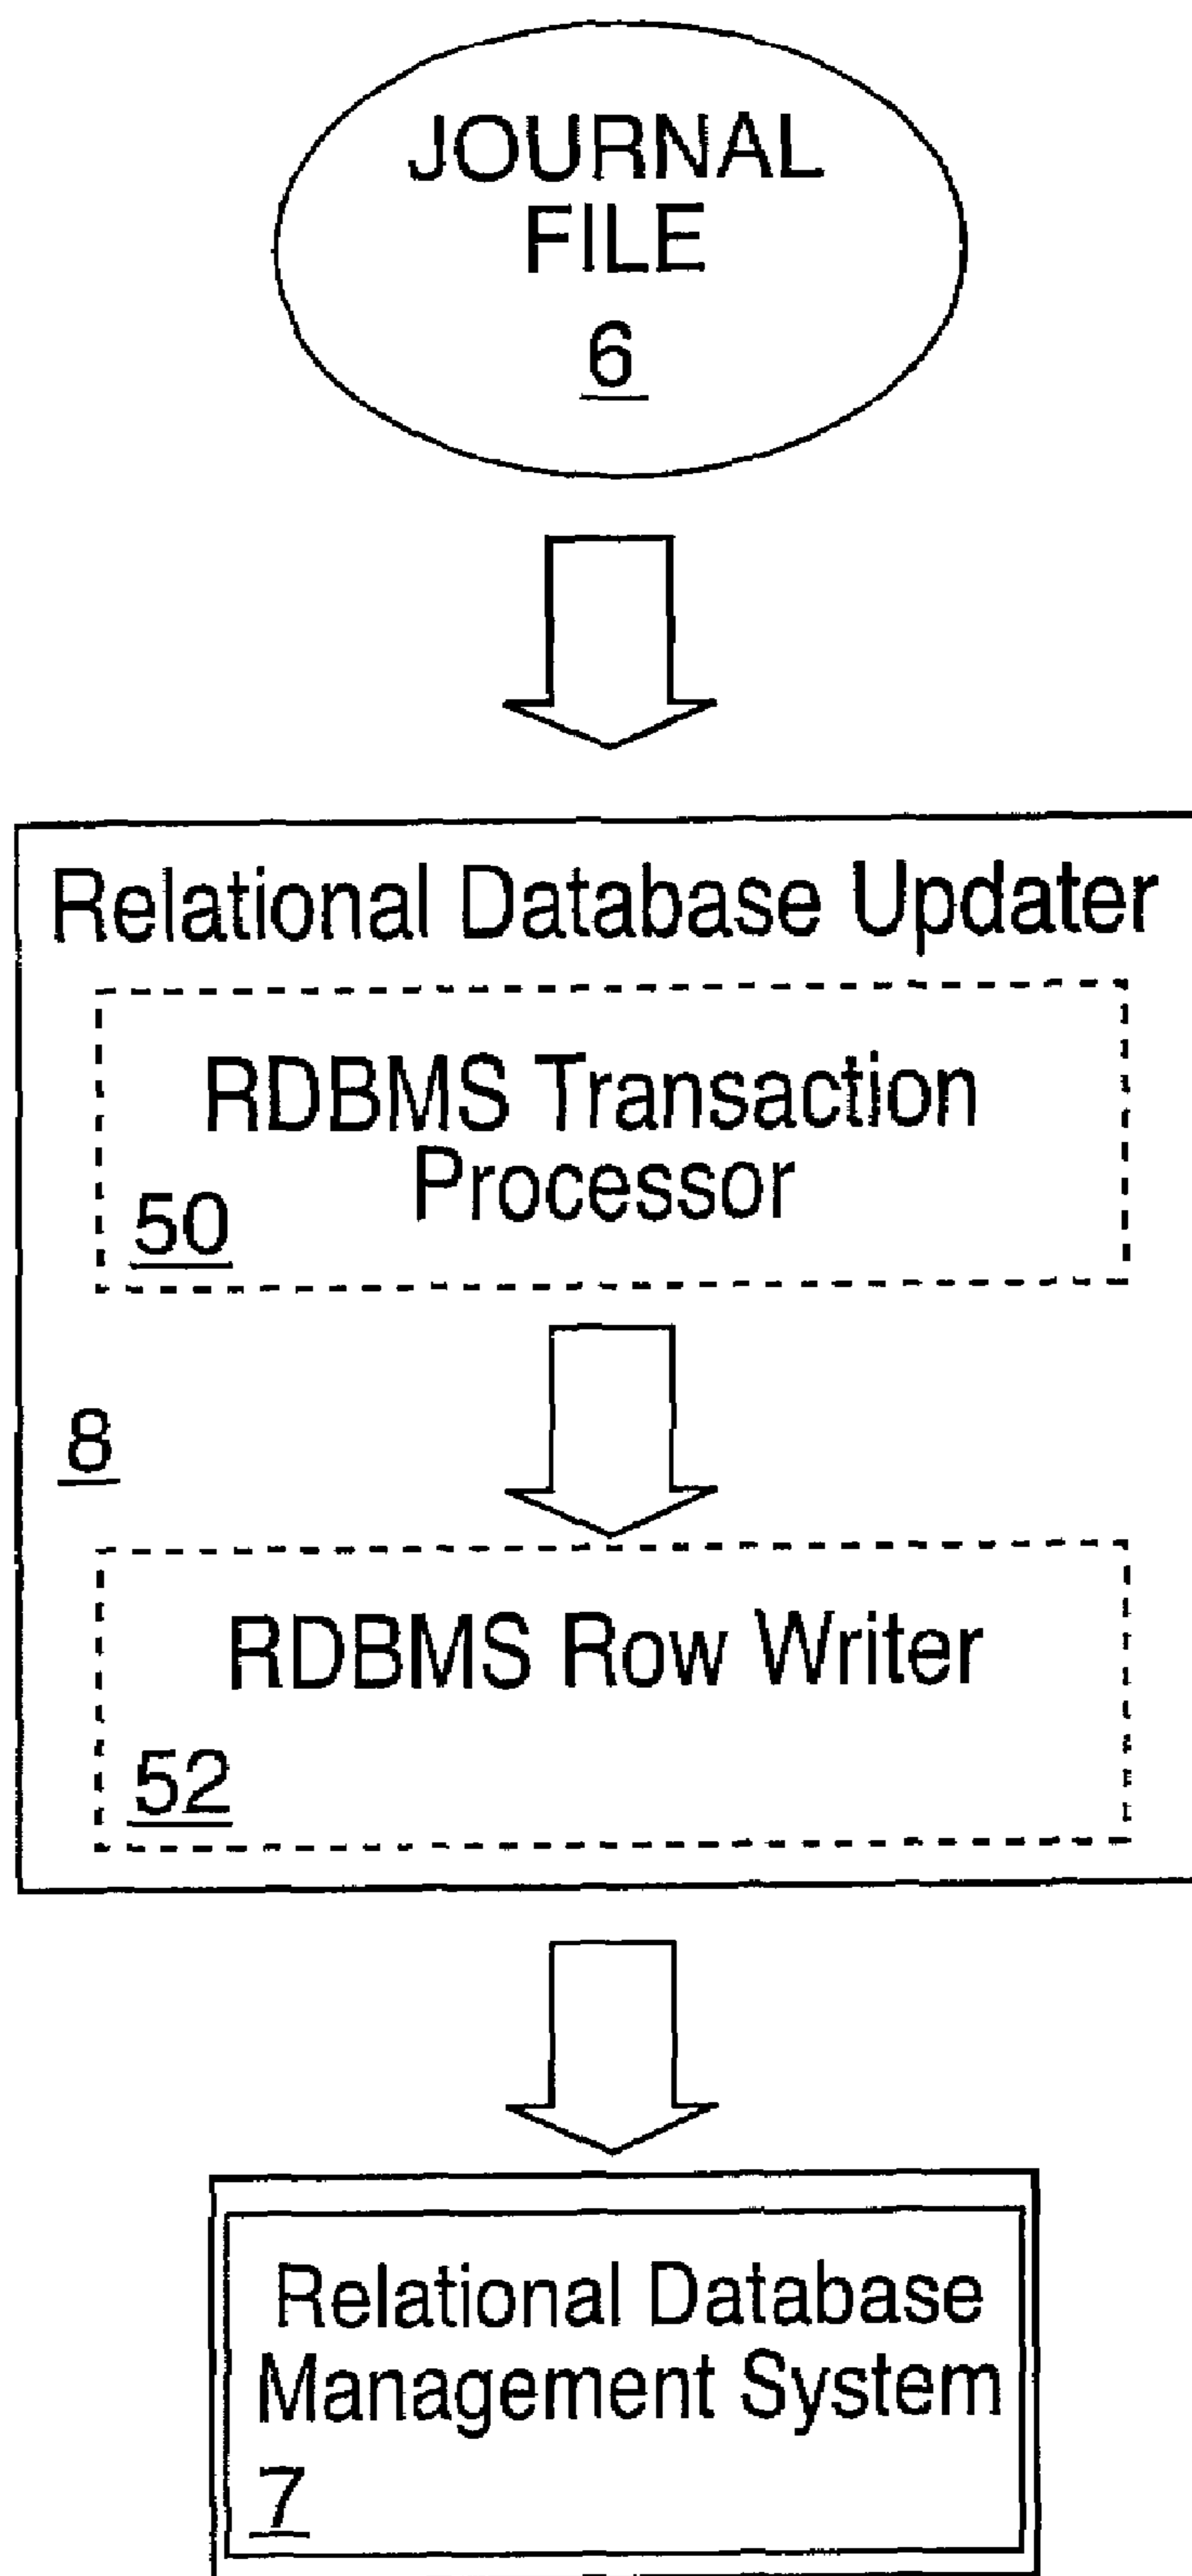 JOURNAL
FILE
6
Relational Database Updater
RDBMS Transaction
Processor
50
8
RDBMS Row Writer
52
Relational Database
Management System
7